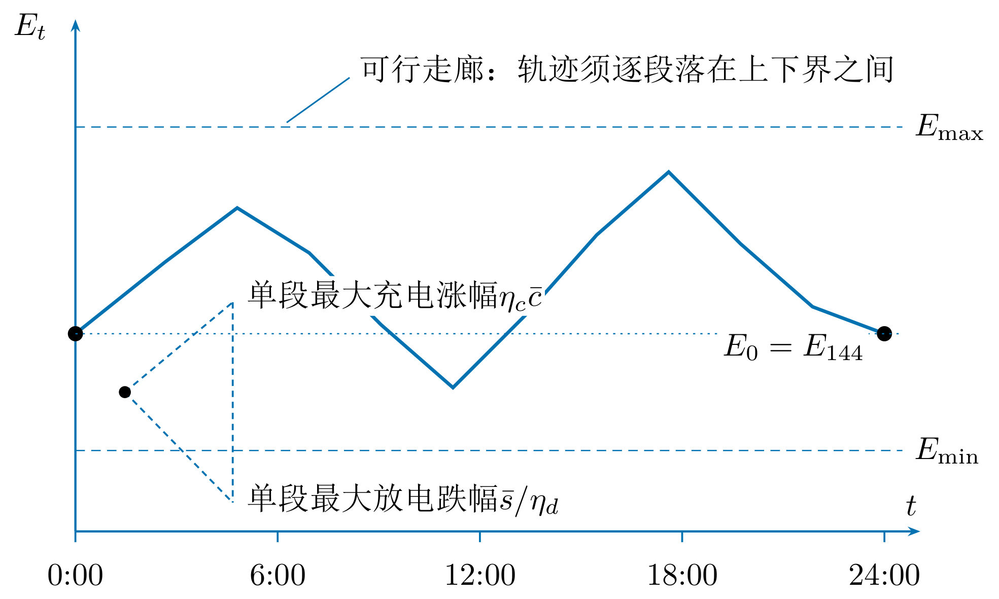 E_t
可行走廊：轨迹须逐段落在上下界之间
E_max
单段最大充电涨幅η_c c̄
E_0 = E_144
E_min
单段最大放电跌幅s̄/η_d
t
0:00 6:00 12:00 18:00 24:00